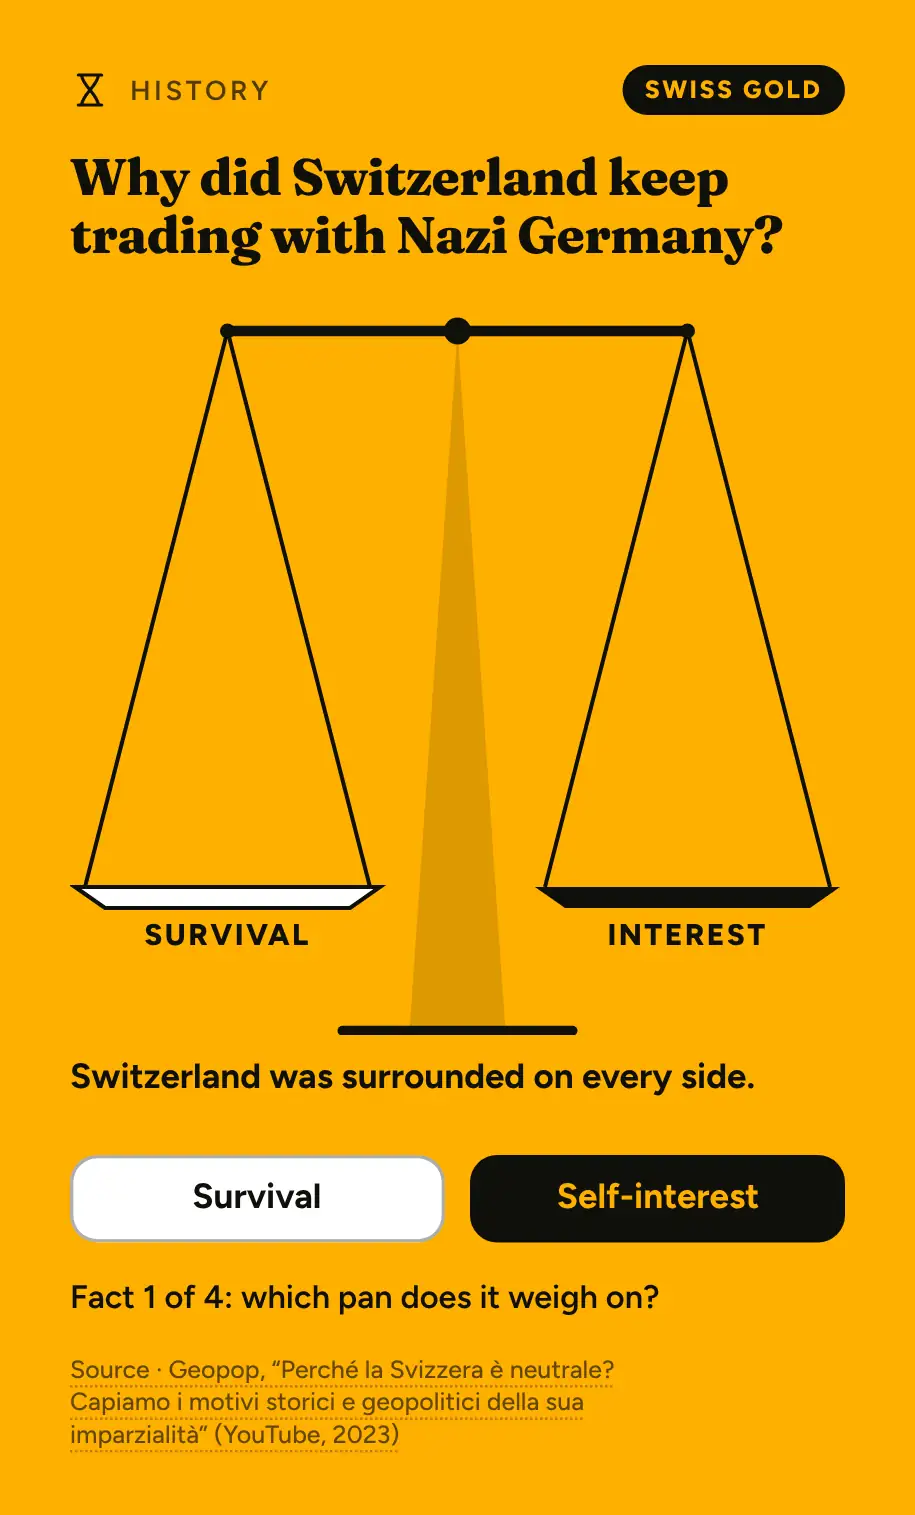 HISTORY
SWISS GOLD
Why did Switzerland keep
trading with Nazi Germany?
SURVIVAL
INTEREST
Switzerland was surrounded on every side.
Survival
Self-interest
Fact 1 of 4: which pan does it weigh on?
Source · Geopop, “Perché la Svizzera è neutrale?
Capiamo i motivi storici e geopolitici della sua
imparzialità” (YouTube, 2023)